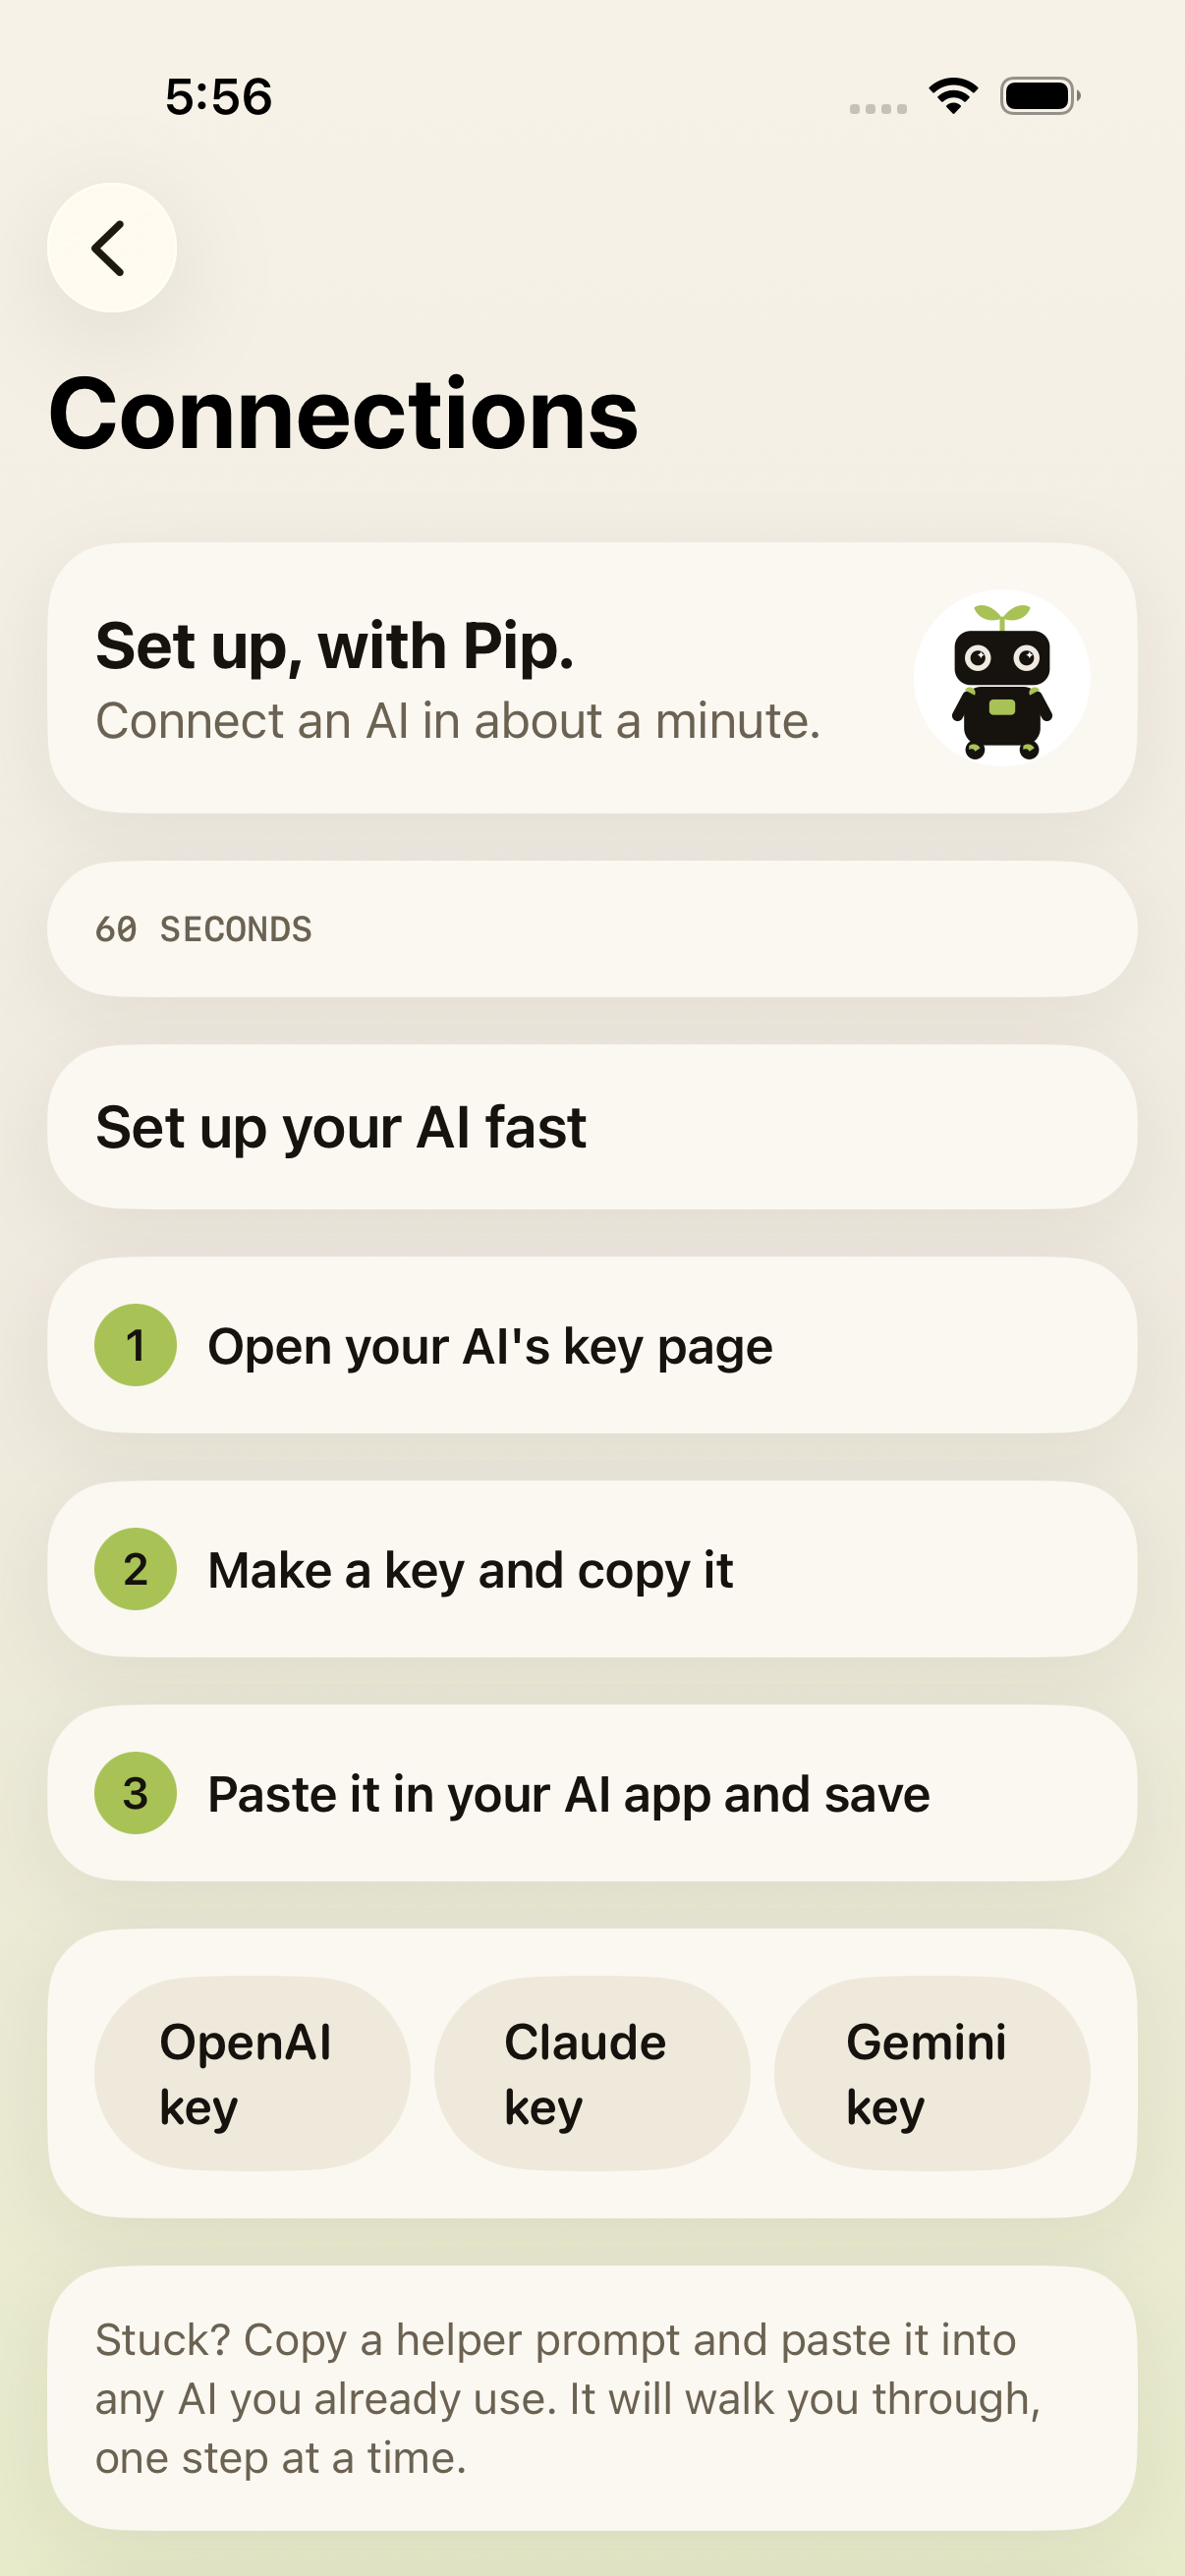 5:56
Connections
Set up, with Pip.
Connect an AI in about a minute.
60 SECONDS
Set up your AI fast
1 Open your AI's key page
2 Make a key and copy it
3 Paste it in your AI app and save
OpenAI key
Claude key
Gemini key
Stuck? Copy a helper prompt and paste it into
any AI you already use. It will walk you through,
one step at a time.